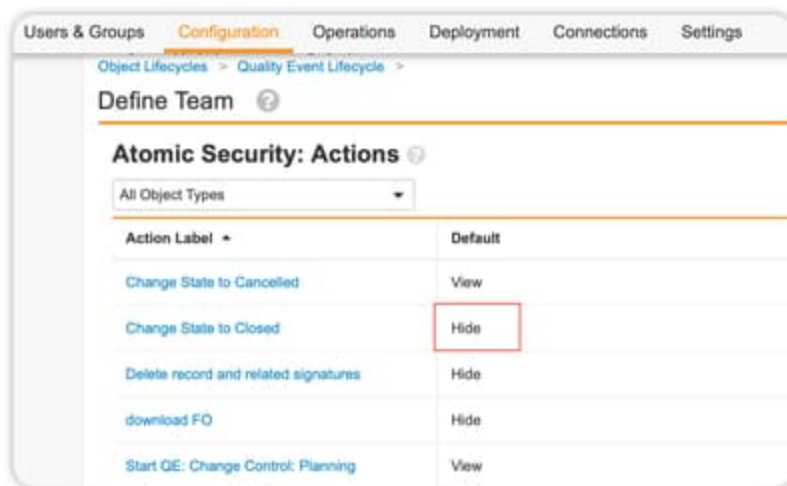 Users & Groups Configuration Operations Deployment Connections Settings
Object Lifecycles > Quality Event Lifecycle >
Define Team ?
Atomic Security: Actions ?
All Object Types
Action Label Default
Change State to Cancelled View
Change State to Closed Hide
Delete record and related signatures Hide
download FO Hide
Start QE: Change Control: Planning View